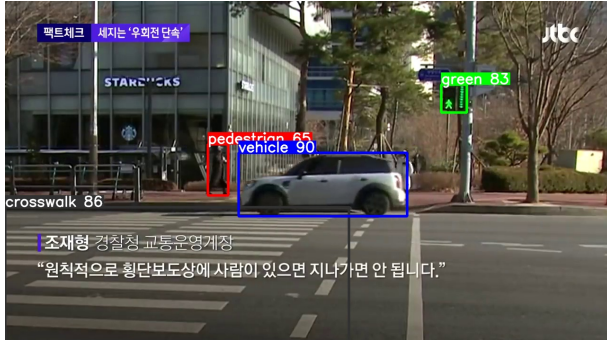 팩트체크 세지는 '우회전 단속'
jtbc
green 83
STARBUCKS
pedestrian 65
vehicle 90
crosswalk 86
조재형 경찰청 교통운영계장
“원칙적으로 횡단보도상에 사람이 있으면 지나가면 안 됩니다.”